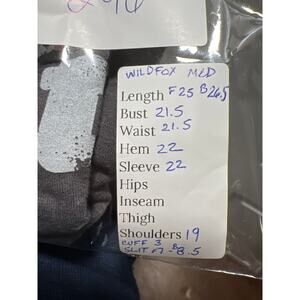 WILDFOX MED
Length F25 B26.5
Bust 21.5
Waist 21.5
Hem 22
Sleeve 22
Hips
Inseam
Thigh
Shoulders 19
CUFF 3